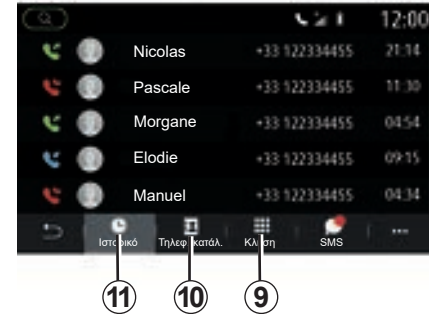 12:00
Nicolas +33 122334455 21:14
Pascale +33 122334455 11:30
Morgane +33 122334455 04:54
Elodie +33 122334455 09:15
Manuel +33 122334455 04:34
Ιστορικό Τηλεφ. κατάλ. Κλήση SMS
11 10 9